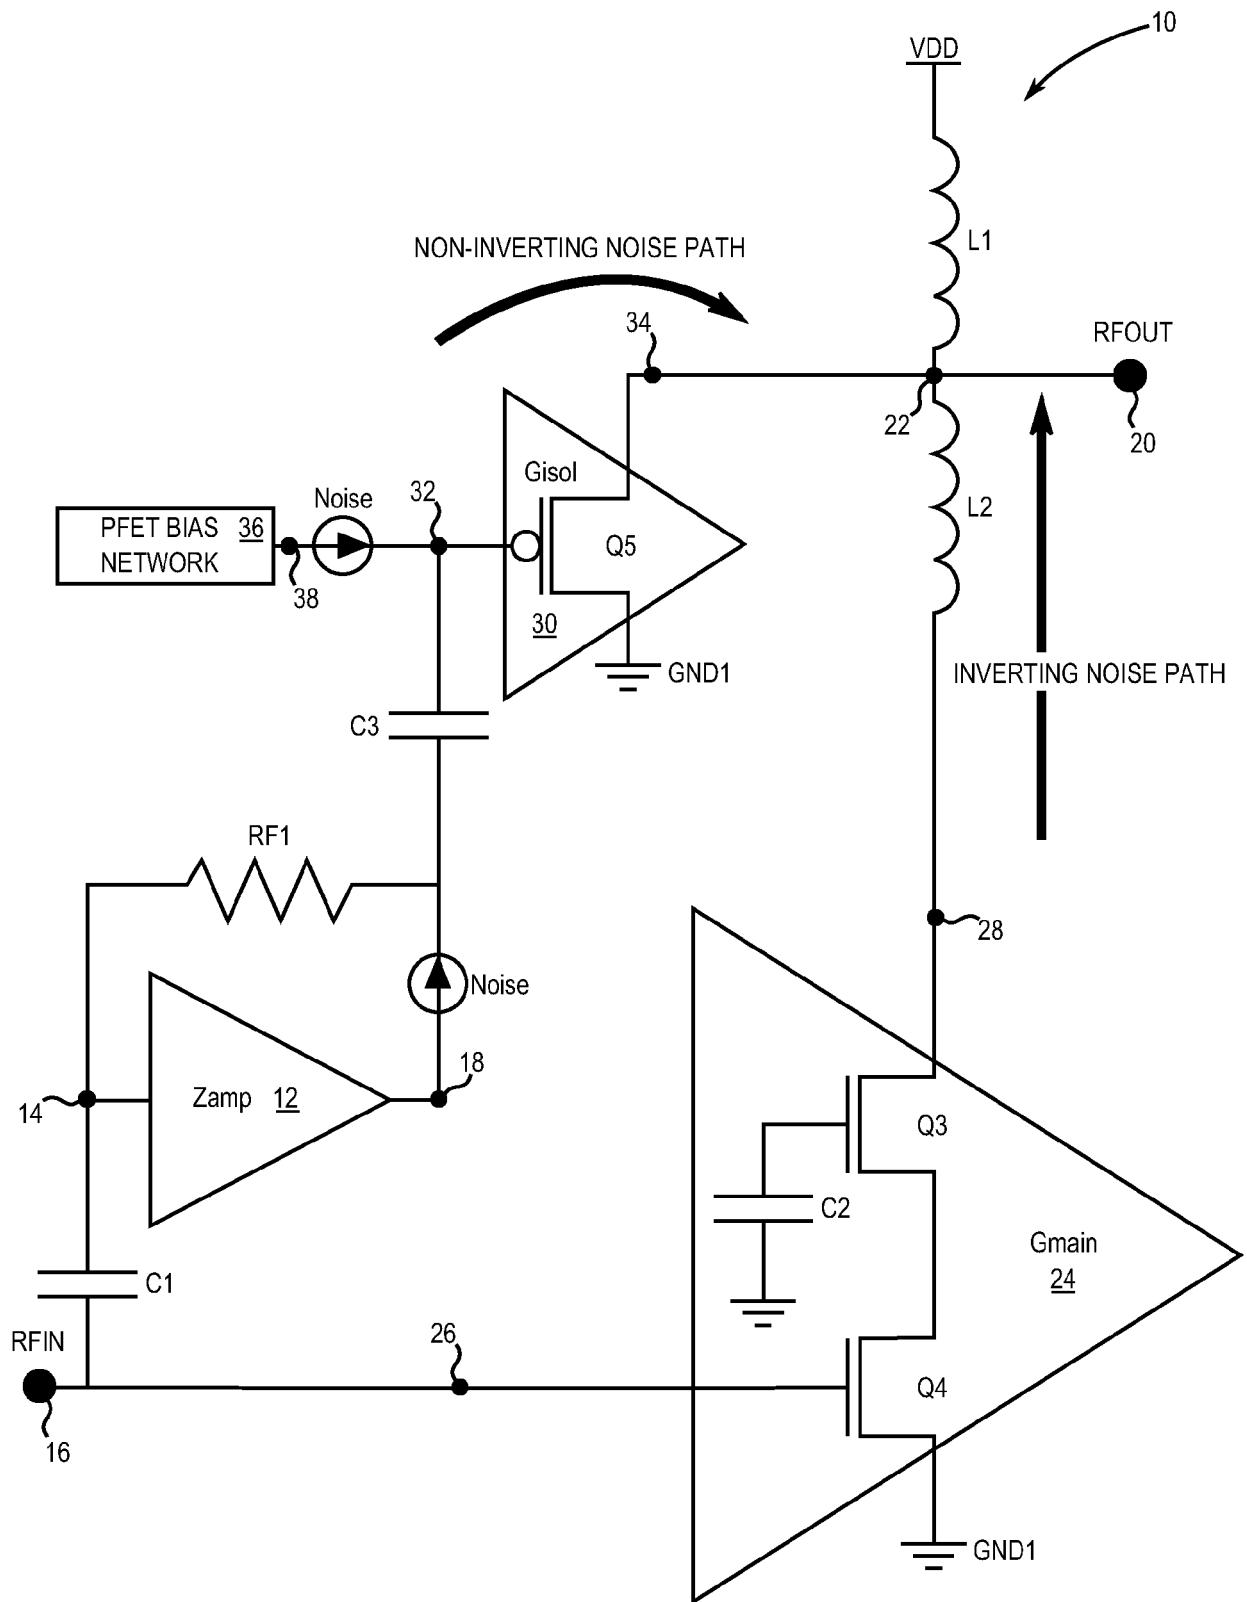 10
VDD
L1
NON-INVERTING NOISE PATH
34
RFOUT
22
20
Gisol
L2
Noise
32
PFET BIAS 36
NETWORK
Q5
38
30
GND1
INVERTING NOISE PATH
C3
RF1
28
Noise
18
Zamp 12
14
Q3
C2
Gmain
24
C1
RFIN
26
Q4
16
GND1